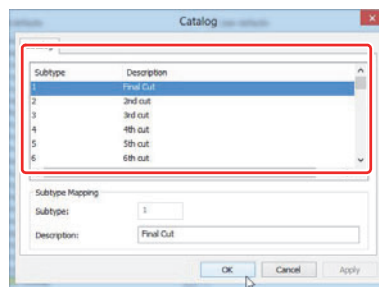 Catalog
Subtype Description
1 Final Cut
2 2nd cut
3 3rd cut
4 4th cut
5 5th cut
6 6th cut
Subtype Mapping
Subtype: 1
Description: Final Cut
OK Cancel Apply